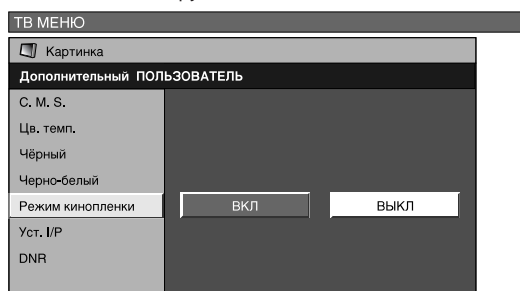 ТВ МЕНЮ
Картинка
Дополнительный ПОЛЬЗОВАТЕЛЬ
C. M. S.
Цв. темп.
Чёрный
Черно-белый
Режим кинопленки ВКЛ ВЫКЛ
Уст. I/P
DNR